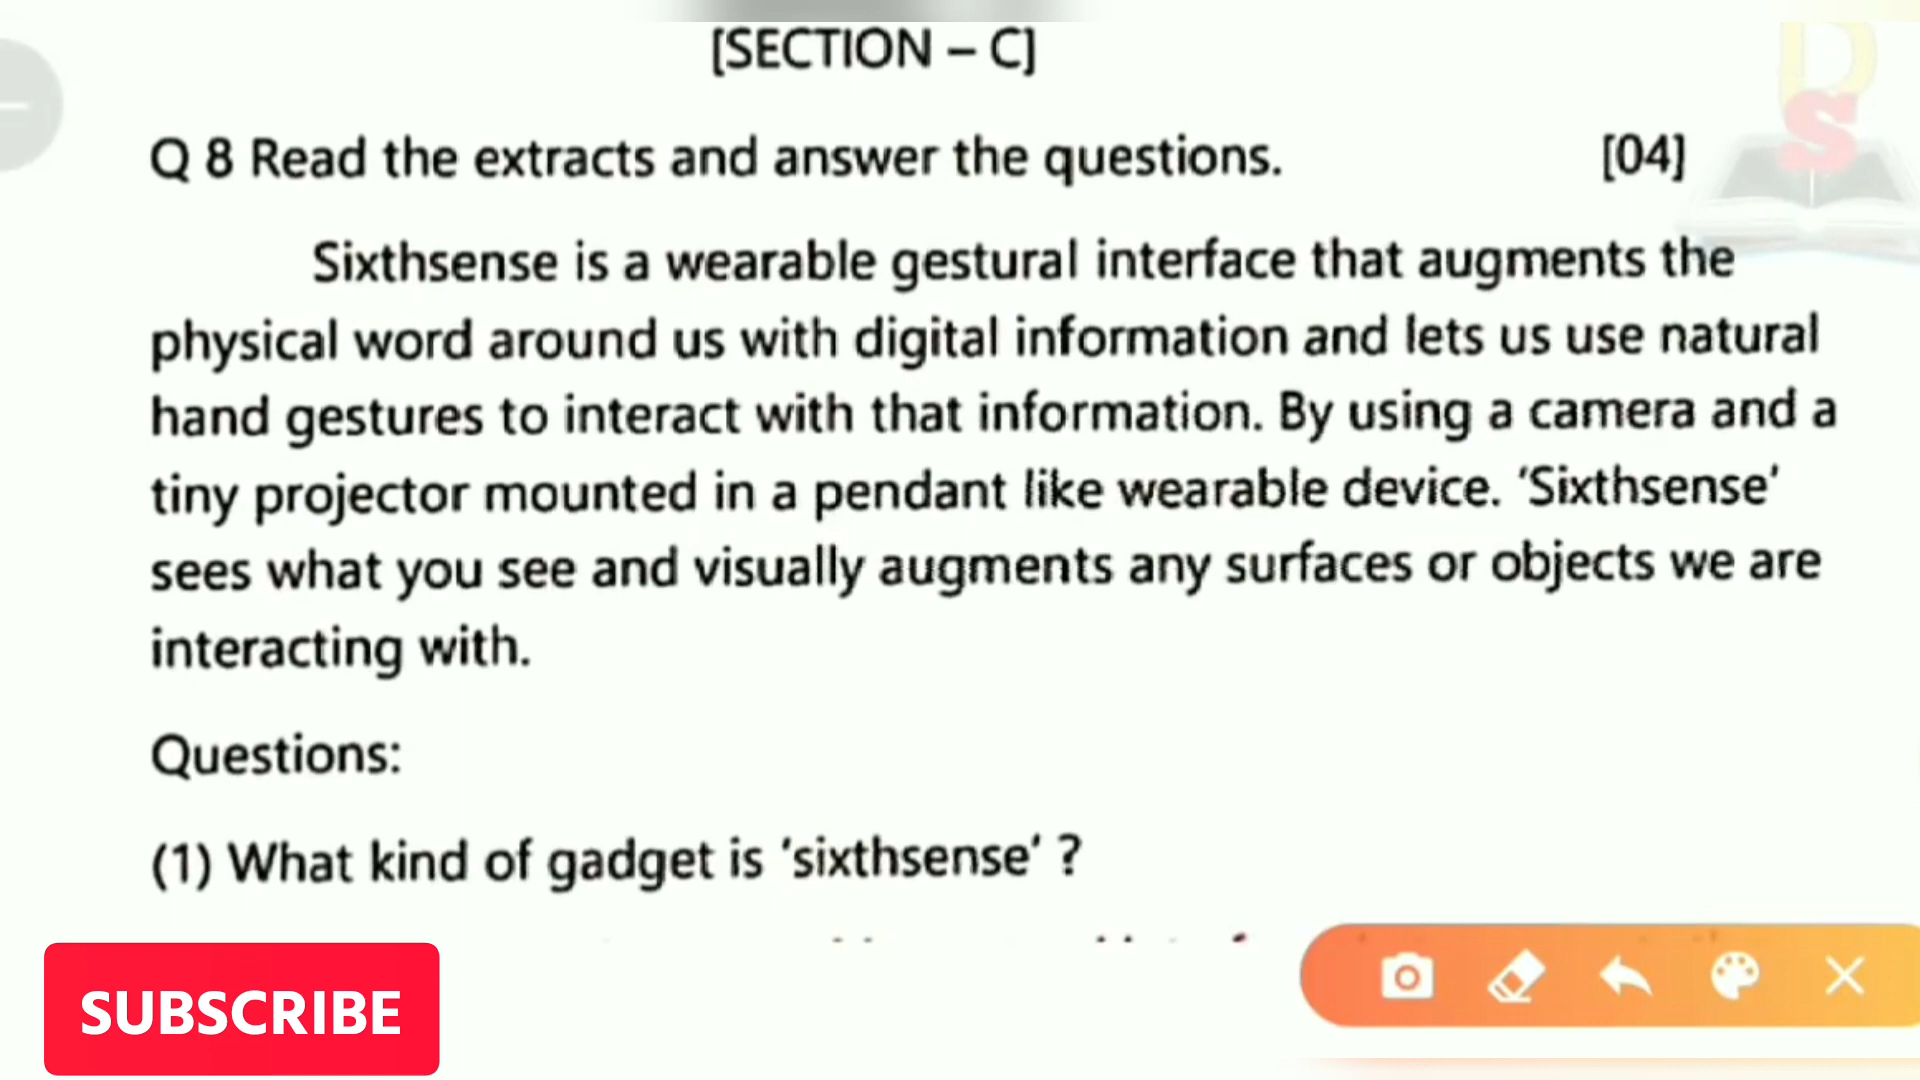 [SECTION – C]
Q 8 Read the extracts and answer the questions. [04]
Sixthsense is a wearable gestural interface that augments the
physical word around us with digital information and lets us use natural
hand gestures to interact with that information. By using a camera and a
tiny projector mounted in a pendant like wearable device. ‘Sixthsense’
sees what you see and visually augments any surfaces or objects we are
interacting with.
Questions:
(1) What kind of gadget is ‘sixthsense’ ?
SUBSCRIBE
DS